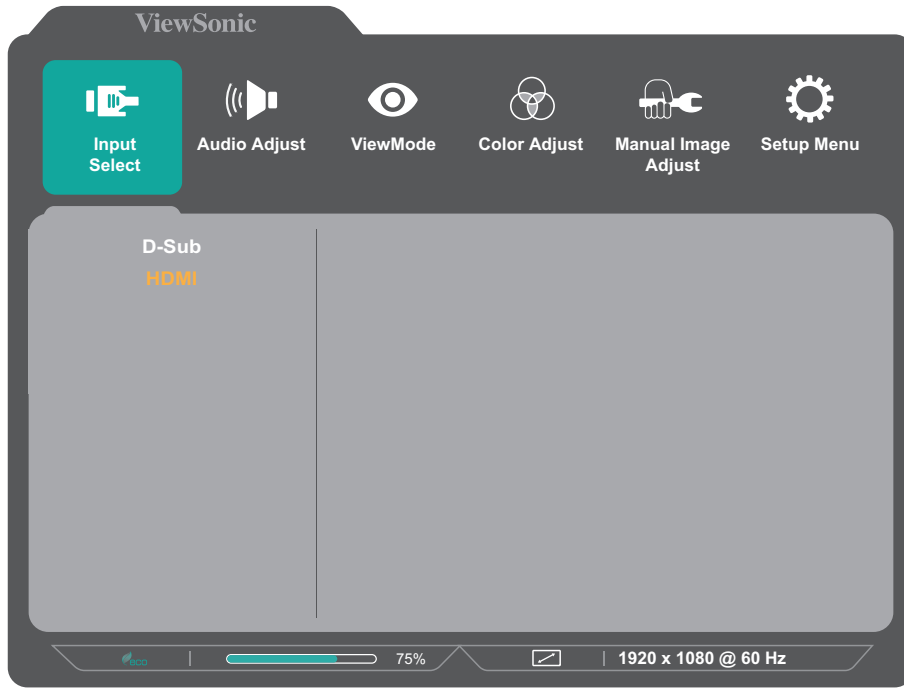 ViewSonic
Input
Select
Audio Adjust
ViewMode
Color Adjust
Manual Image
Adjust
Setup Menu
D-Sub
HDMI
eco
75%
1920 x 1080 @ 60 Hz